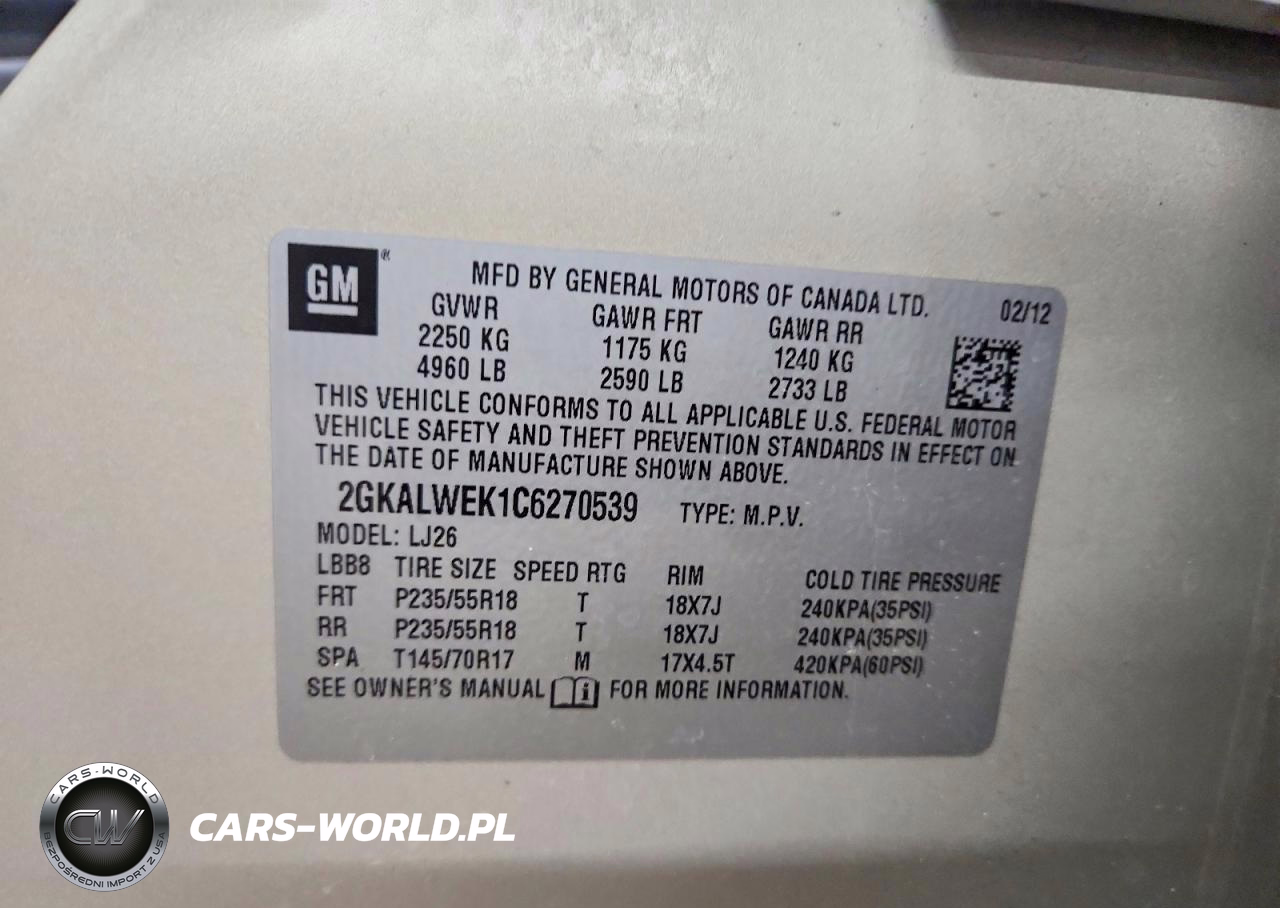 GM
MFD BY GENERAL MOTORS OF CANADA LTD. 02/12
GVWR GAWR FRT GAWR RR
2250 KG 1175 KG 1240 KG
4960 LB 2590 LB 2733 LB
THIS VEHICLE CONFORMS TO ALL APPLICABLE U.S. FEDERAL MOTOR
VEHICLE SAFETY AND THEFT PREVENTION STANDARDS IN EFFECT ON
THE DATE OF MANUFACTURE SHOWN ABOVE.
2GKALWEK1C6270539 TYPE: M.P.V.
MODEL: LJ26
LBB8 TIRE SIZE SPEED RTG RIM COLD TIRE PRESSURE
FRT P235/55R18 T 18X7J 240KPA(35PSI)
RR P235/55R18 T 18X7J 240KPA(35PSI)
SPA T145/70R17 M 17X4.5T 420KPA(60PSI)
SEE OWNER'S MANUAL FOR MORE INFORMATION.
CARS-WORLD
CW
BEZPOŚREDNI IMPORT Z USA
CARS-WORLD.PL